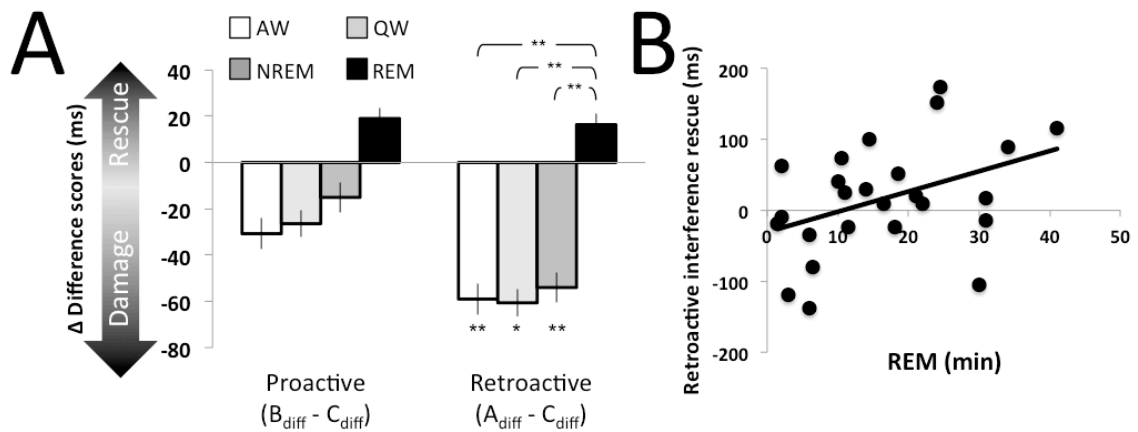 A
AW
QW
NREM
REM
Δ Difference scores (ms)
Rescue
Damage
40
20
0
-20
-40
-60
-80
**
**
**
**
*
**
Proactive
(Bdiff - Cdiff)
Retroactive
(Adiff - Cdiff)
B
Retroactive interference rescue (ms)
200
100
0
-100
-200
0
10
20
30
40
50
REM (min)